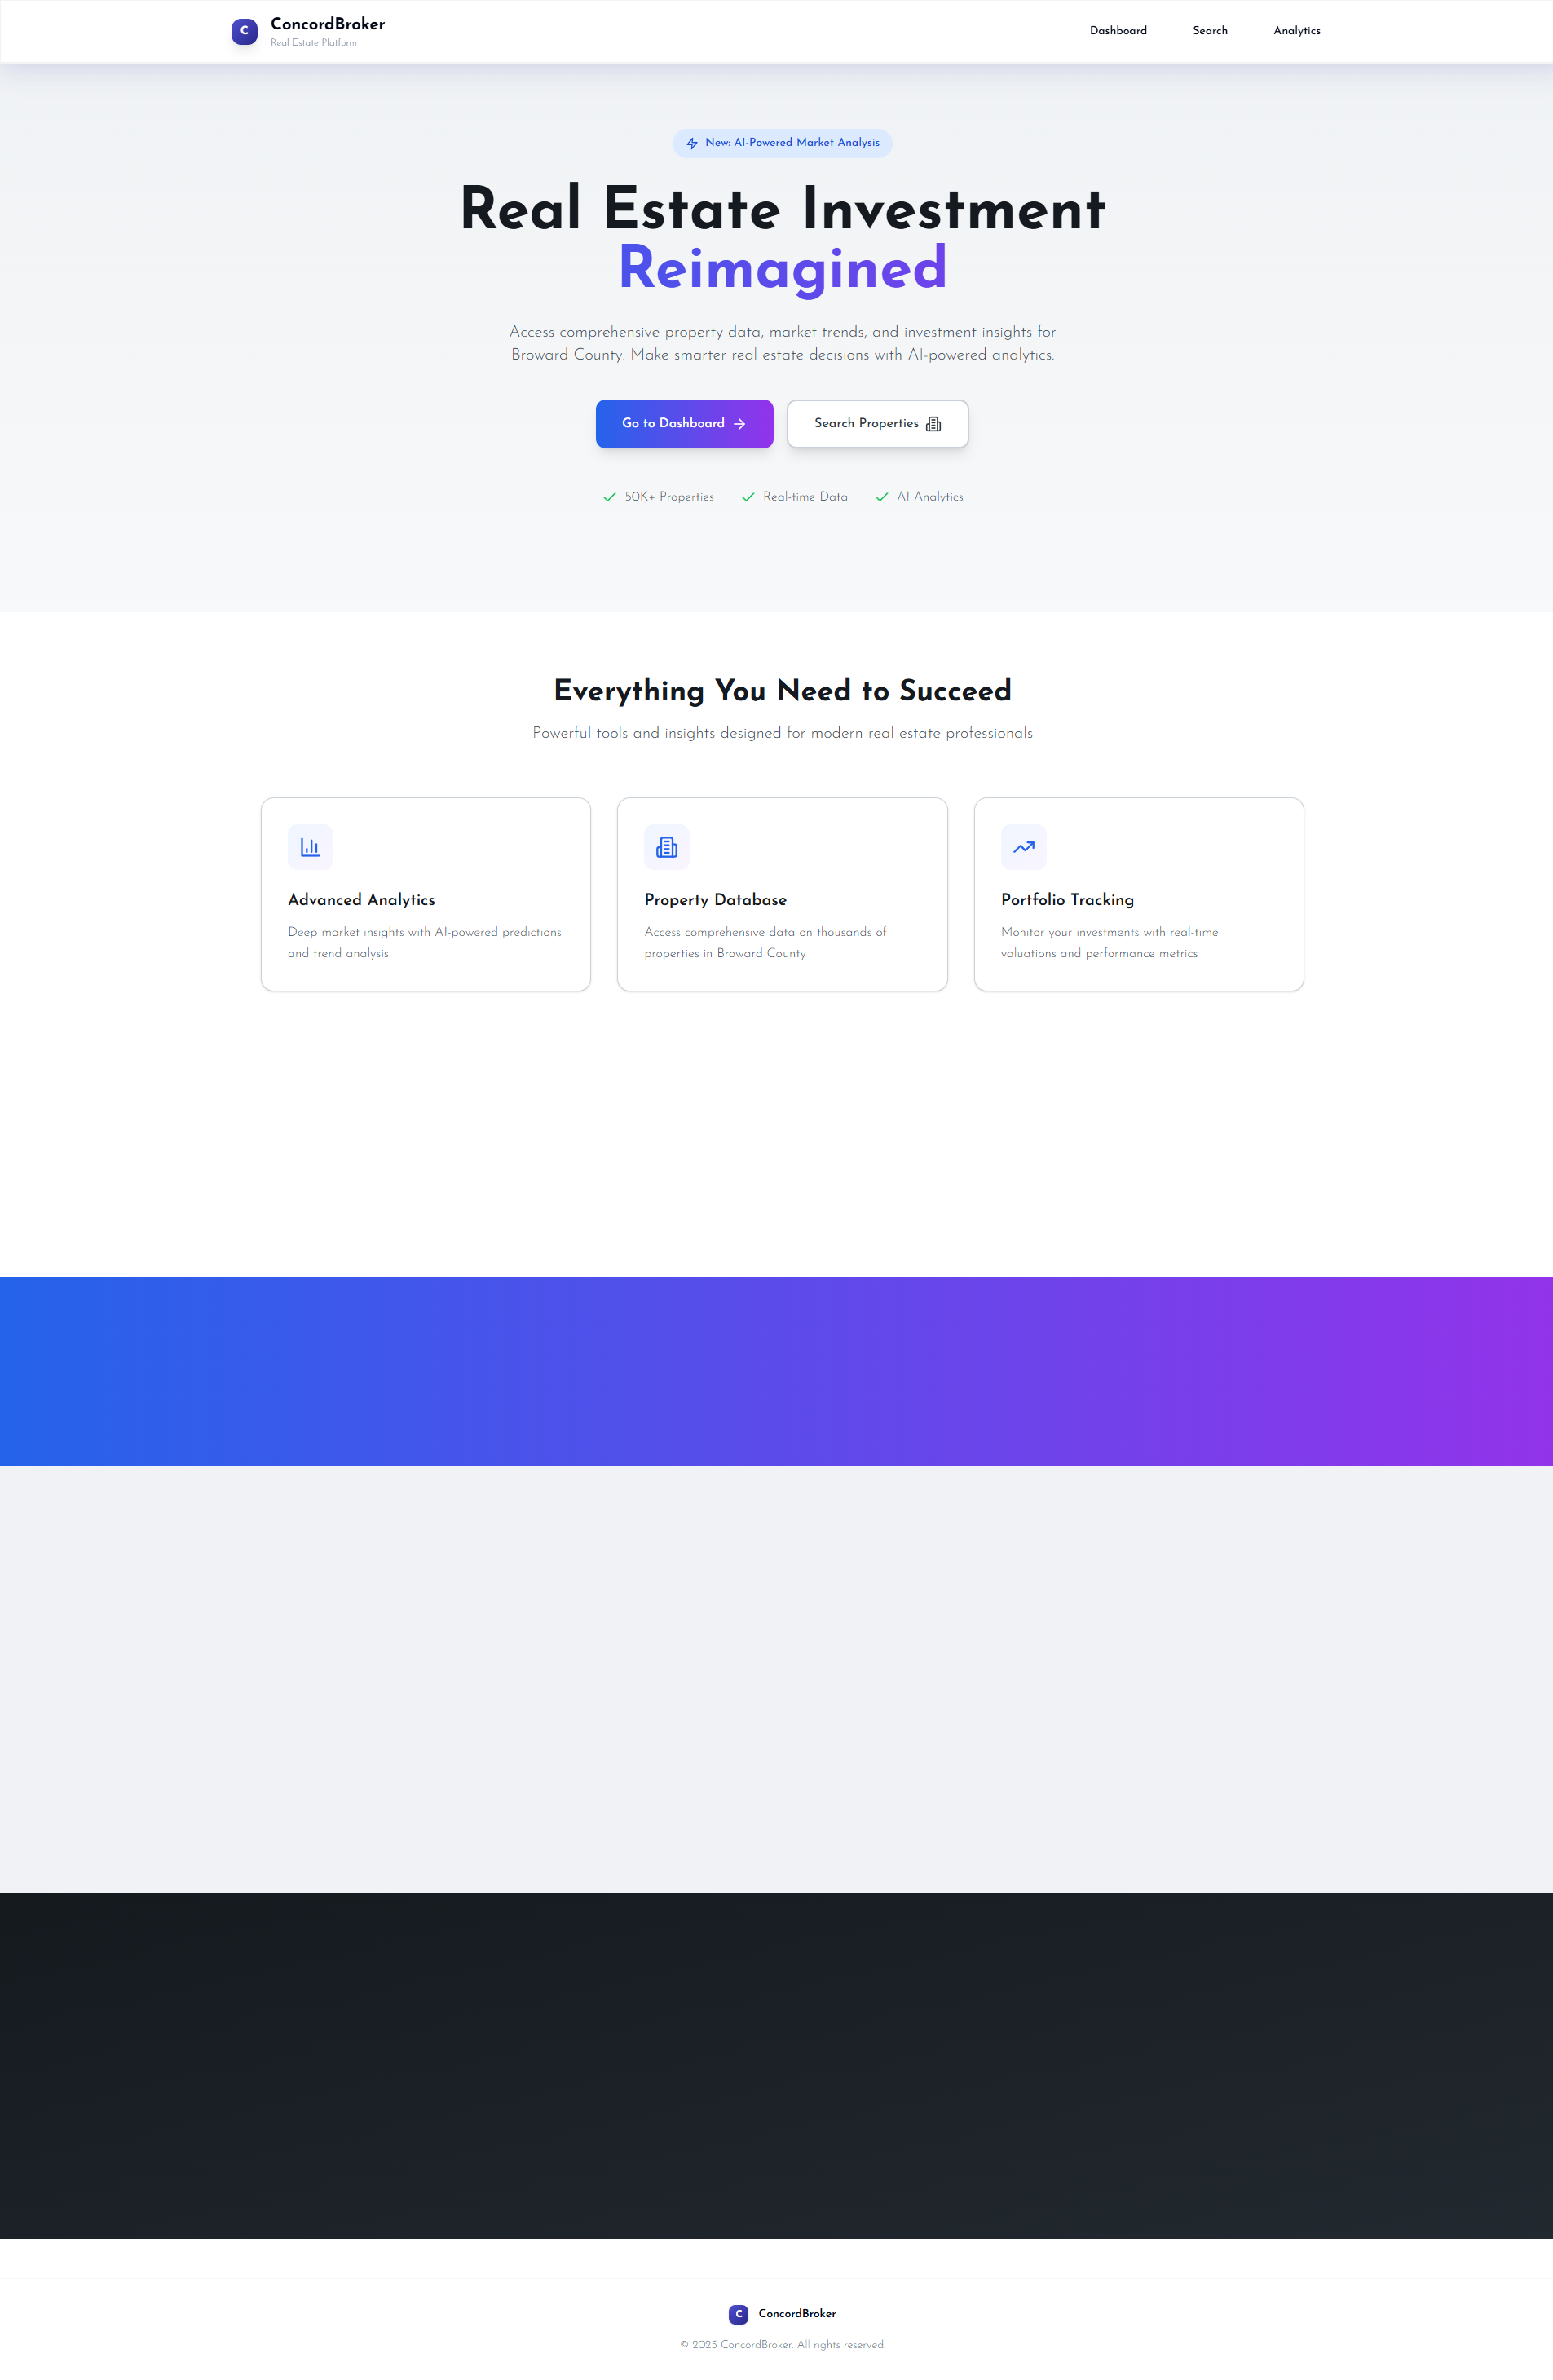 C
ConcordBroker
Real Estate Platform
Dashboard
Search
Analytics
New: AI-Powered Market Analysis
Real Estate Investment
Reimagined
Access comprehensive property data, market trends, and investment insights for
Broward County. Make smarter real estate decisions with AI-powered analytics.
Go to Dashboard
Search Properties
50K+ Properties
Real-time Data
AI Analytics
Everything You Need to Succeed
Powerful tools and insights designed for modern real estate professionals
Advanced Analytics
Deep market insights with AI-powered predictions
and trend analysis
Property Database
Access comprehensive data on thousands of
properties in Broward County
Portfolio Tracking
Monitor your investments with real-time
valuations and performance metrics
C
ConcordBroker
© 2025 ConcordBroker. All rights reserved.